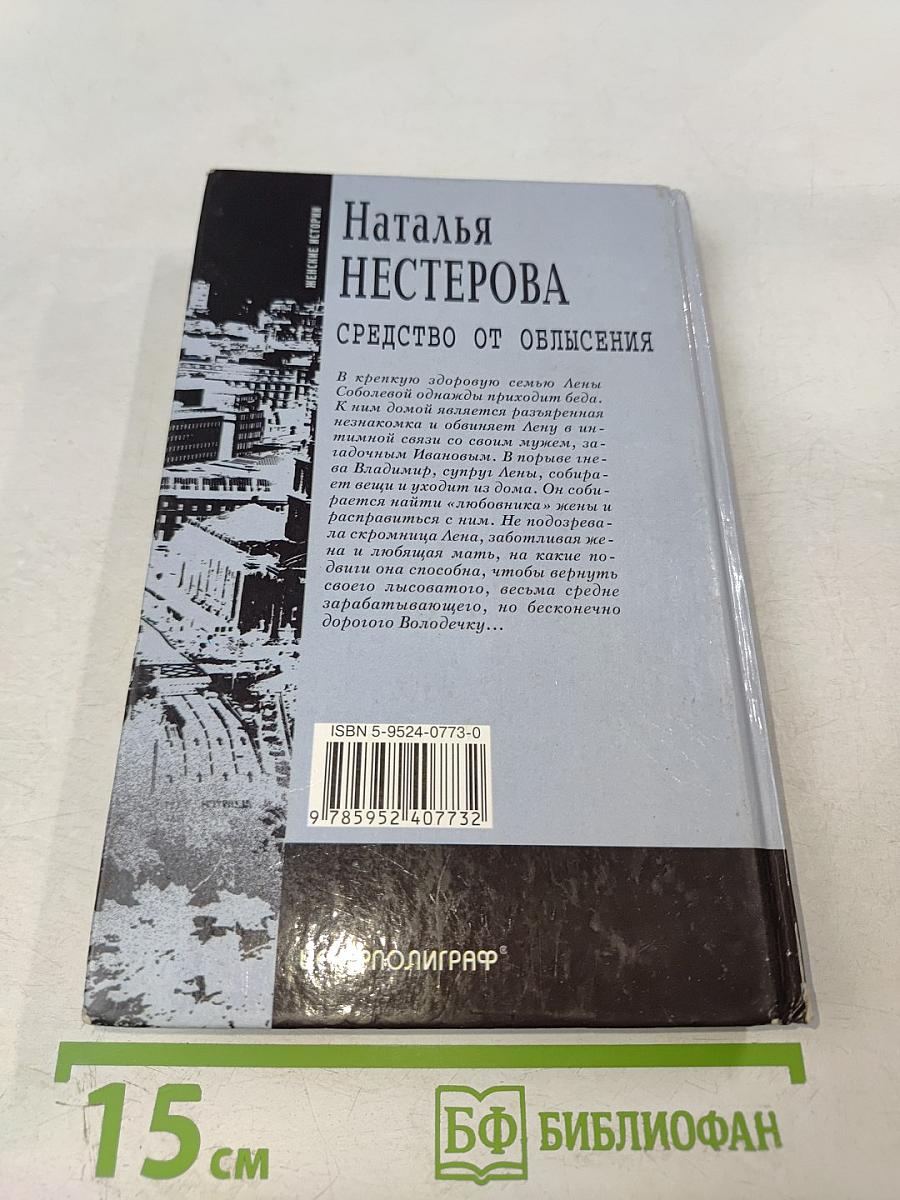 ЖЕНСКИЕ ИСТОРИИ
Наталья
НЕСТЕРОВА
СРЕДСТВО ОТ ОБЛЫСЕНИЯ
В крепкую здоровую семью Лены
Соболевой однажды приходит беда.
К ним домой является разъяренная
незнакомка и обвиняет Лену в ин-
тимной связи со своим мужем, за-
гадочным Ивановым. В порыве гне-
ва Владимир, супруг Лены, собира-
ет вещи и уходит из дома. Он соби-
рается найти «любовника» жены и
расправиться с ним. Не подозрева-
ла скромница Лена, заботливая же-
на и любящая мать, на какие по-
двиги она способна, чтобы вернуть
своего лысоватого, весьма средне
зарабатывающего, но бесконечно
дорогого Володечку...
ISBN 5-9524-0773-0
9 785952 407732
ЦЕНТРПОЛИГРАФ®
15 см
БФ БИБЛИОФАН